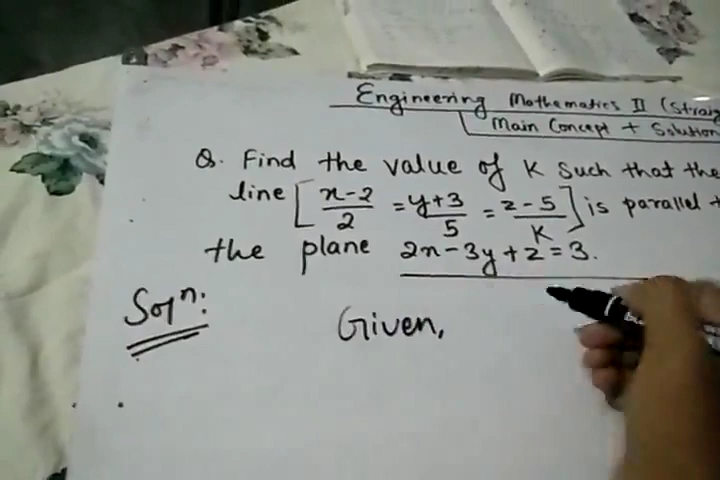 Engineering Mathematics II
Main Concept + Solution
Q. Find the value of K such that the
line [x-2/2 = y+3/5 = z-5/K] is parallel
the plane 2x-3y+z=3.
Solⁿ:
Given,